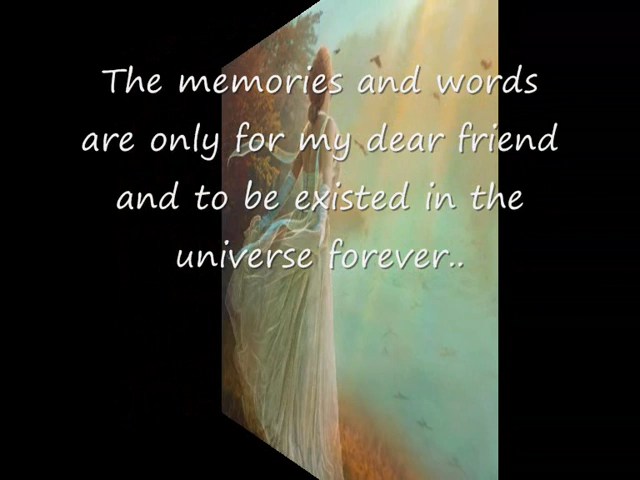 The memories and words
are only for my dear friend
and to be existed in the
universe forever..